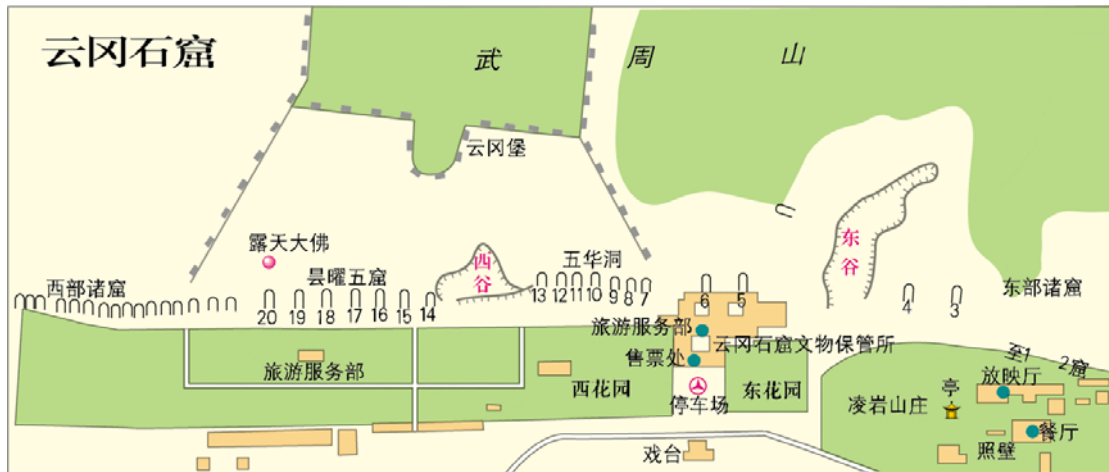 云冈石窟
武周山
云冈堡
露天大佛
西部诸窟
昙曜五窟
西谷
五华洞
东谷
东部诸窟
20 19 18 17 16 15 14 13 12 11 10 9 8 7 6 5 4 3
旅游服务部
旅游服务部
云冈石窟文物保管所
售票处
西花园
停车场
东花园
至1 2窟
放映厅
亭
凌岩山庄
餐厅
照壁
戏台